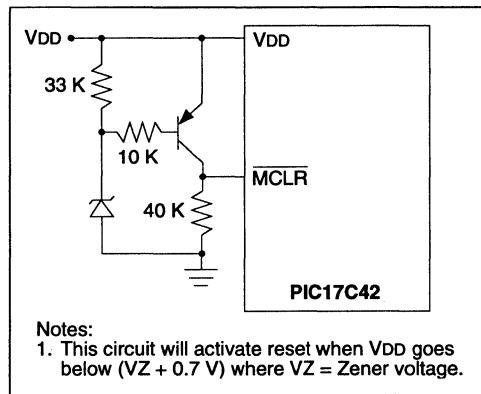 VDD
VDD
33 K
10 K
MCLR
40 K
PIC17C42
Notes:
1. This circuit will activate reset when VDD goes
below (VZ + 0.7 V) where VZ = Zener voltage.